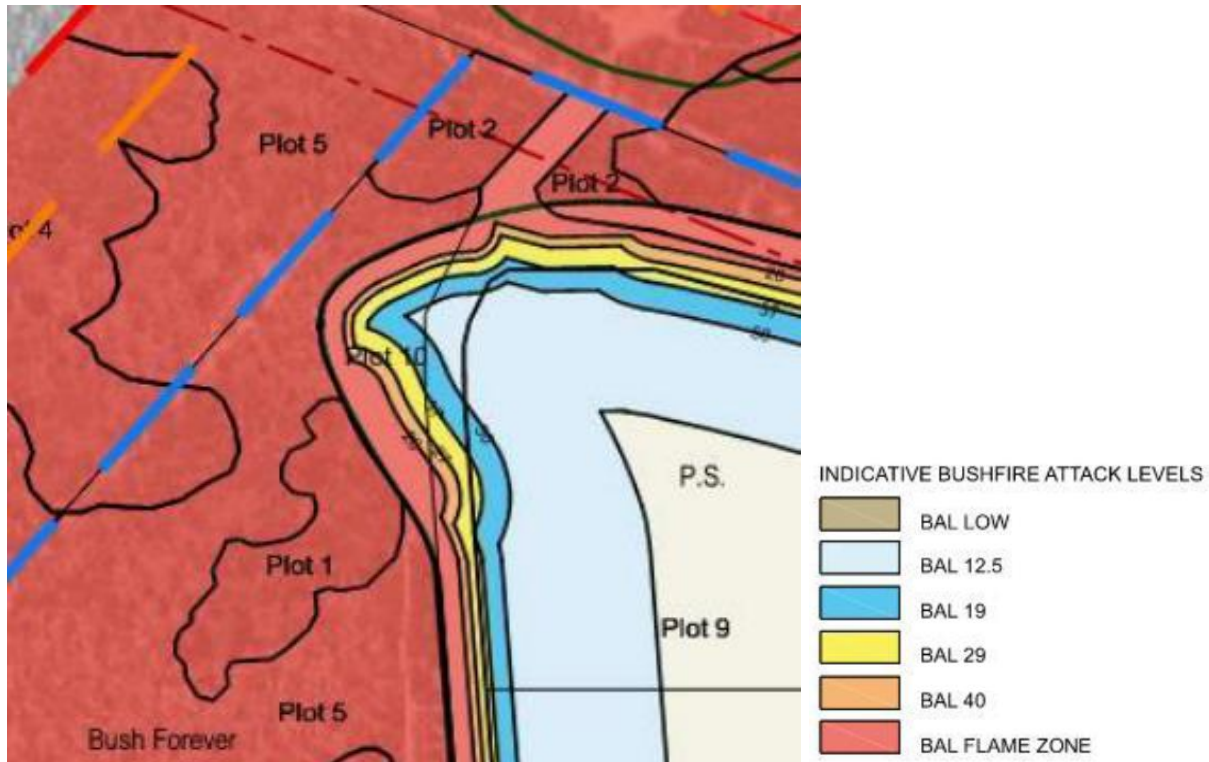 Plot 5
Plot 2
Plot 2
Plot 10
P.S.
Plot 1
Plot 9
Plot 5
Bush Forever
INDICATIVE BUSHFIRE ATTACK LEVELS
BAL LOW
BAL 12.5
BAL 19
BAL 29
BAL 40
BAL FLAME ZONE